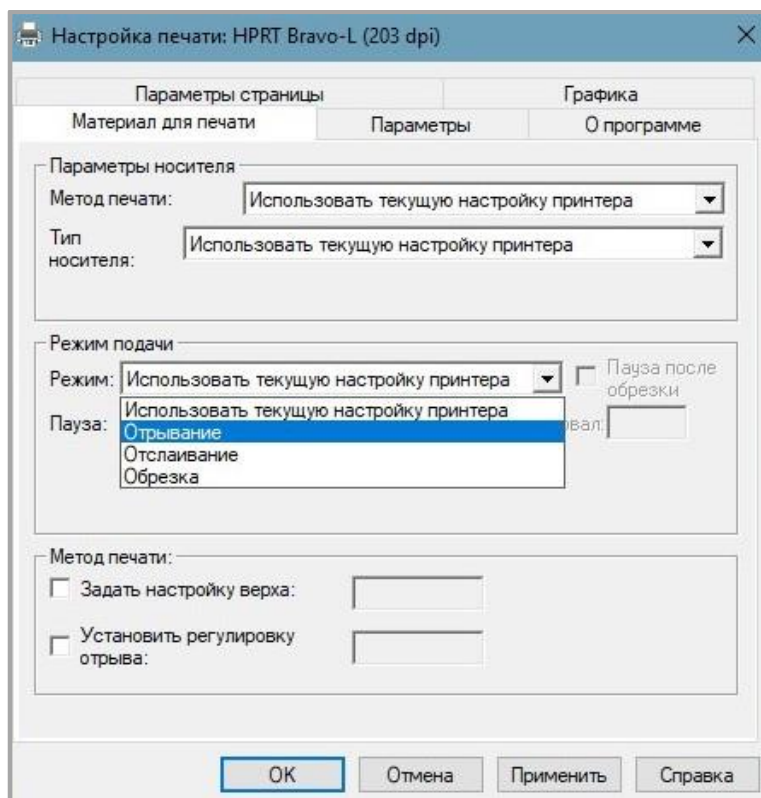 Настройка печати: HPRT Bravo-L (203 dpi)
Параметры страницы
Графика
Материал для печати
Параметры
О программе
Параметры носителя
Метод печати:
Использовать текущую настройку принтера
Тип
носителя:
Использовать текущую настройку принтера
Режим подачи
Режим:
Использовать текущую настройку принтера
Пауза после
обрезки
Использовать текущую настройку принтера
Пауза:
Отрывание
вал:
Отслаивание
Обрезка
Метод печати:
Задать настройку верха:
Установить регулировку
отрыва:
OK
Отмена
Применить
Справка